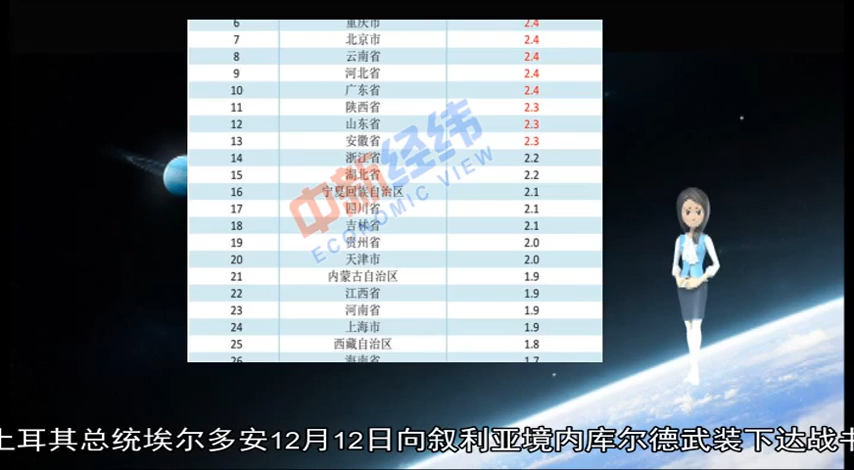 6 重庆市 2.4
7 北京市 2.4
8 云南省 2.4
9 河北省 2.4
10 广东省 2.4
11 陕西省 2.3
12 山东省 2.3
13 安徽省 2.3
14 浙江省 2.2
15 湖北省 2.2
16 宁夏回族自治区 2.1
17 四川省 2.1
18 吉林省 2.1
19 贵州省 2.0
20 天津市 2.0
21 内蒙古自治区 1.9
22 江西省 1.9
23 河南省 1.9
24 上海市 1.9
25 西藏自治区 1.8
26 海南省 1.7
中新经纬
ECONOMIC VIEW
土耳其总统埃尔多安12月12日向叙利亚境内库尔德武装下达战书